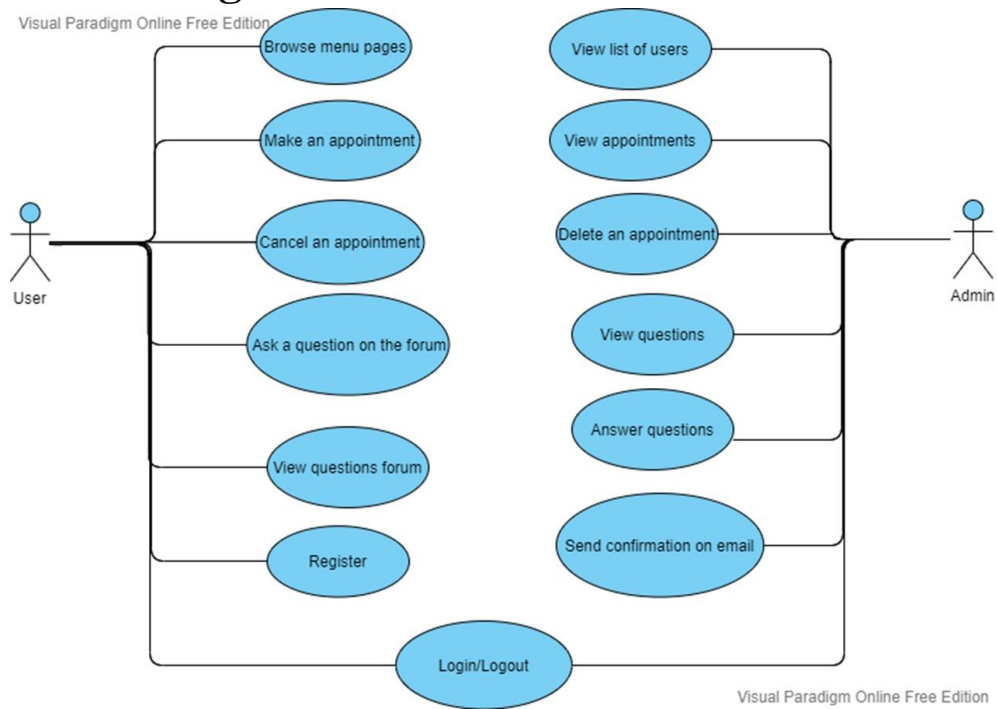 Visual Paradigm Online Free Edition
Browse menu pages
View list of users
Make an appointment
View appointments
Cancel an appointment
Delete an appointment
User
Admin
Ask a question on the forum
View questions
Answer questions
View questions forum
Send confirmation on email
Register
Login/Logout
Visual Paradigm Online Free Edition